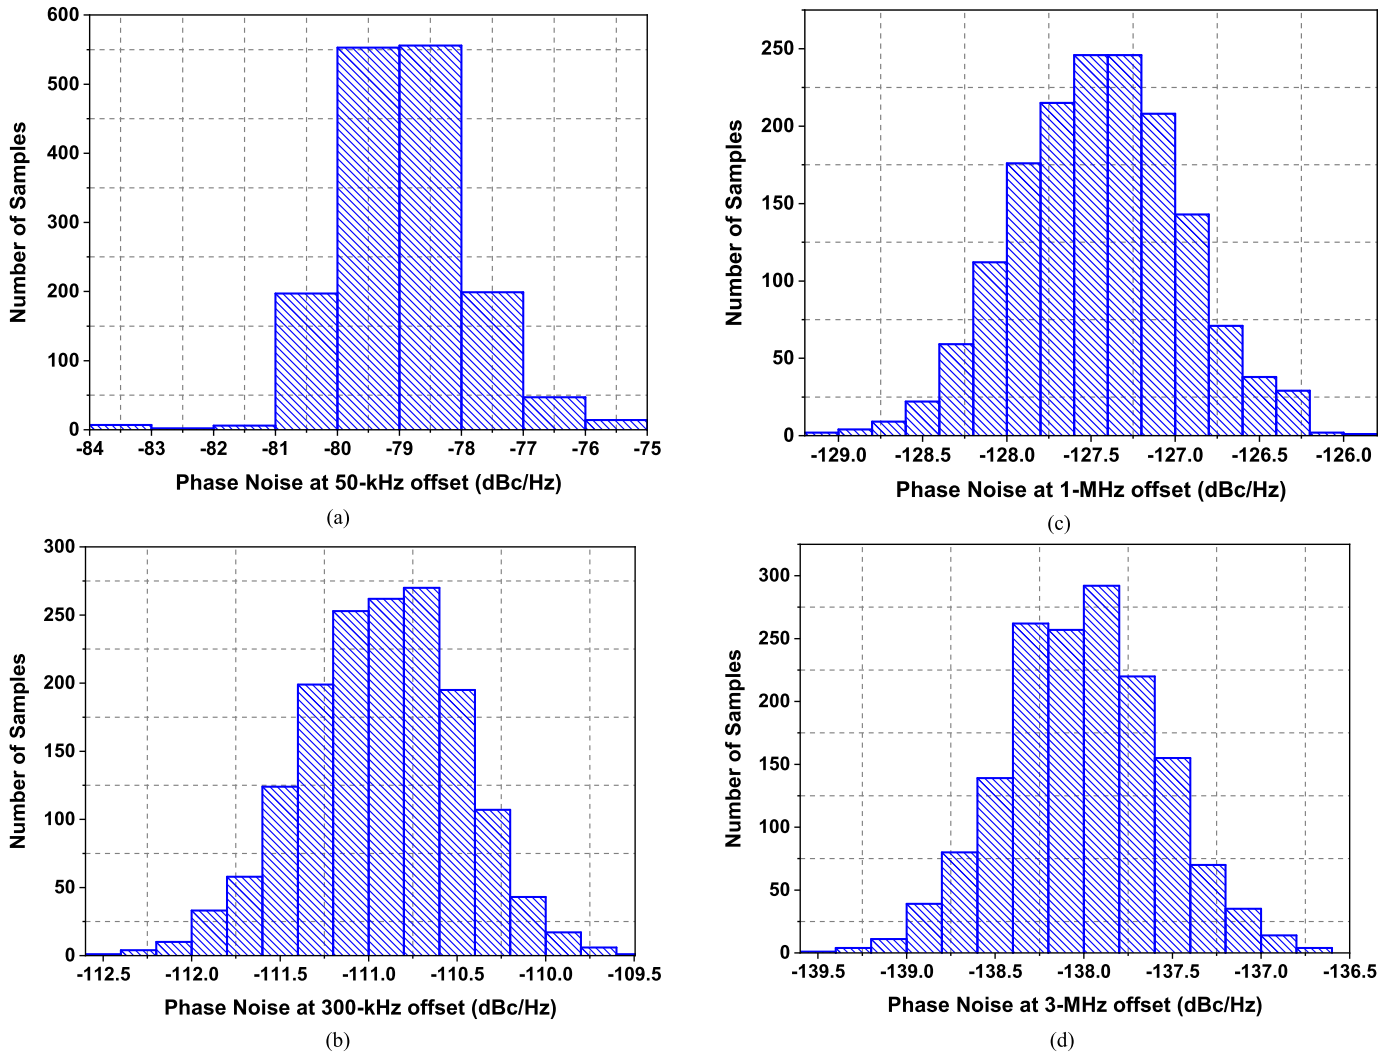 600
500
400
300
200
100
0
Number of Samples
-84 -83 -82 -81 -80 -79 -78 -77 -76 -75
Phase Noise at 50-kHz offset (dBc/Hz)
(a)
250
200
150
100
50
0
Number of Samples
-129.0 -128.5 -128.0 -127.5 -127.0 -126.5 -126.0
Phase Noise at 1-MHz offset (dBc/Hz)
(c)
300
250
200
150
100
50
0
Number of Samples
-112.5 -112.0 -111.5 -111.0 -110.5 -110.0 -109.5
Phase Noise at 300-kHz offset (dBc/Hz)
(b)
300
250
200
150
100
50
0
Number of Samples
-139.5 -139.0 -138.5 -138.0 -137.5 -137.0 -136.5
Phase Noise at 3-MHz offset (dBc/Hz)
(d)